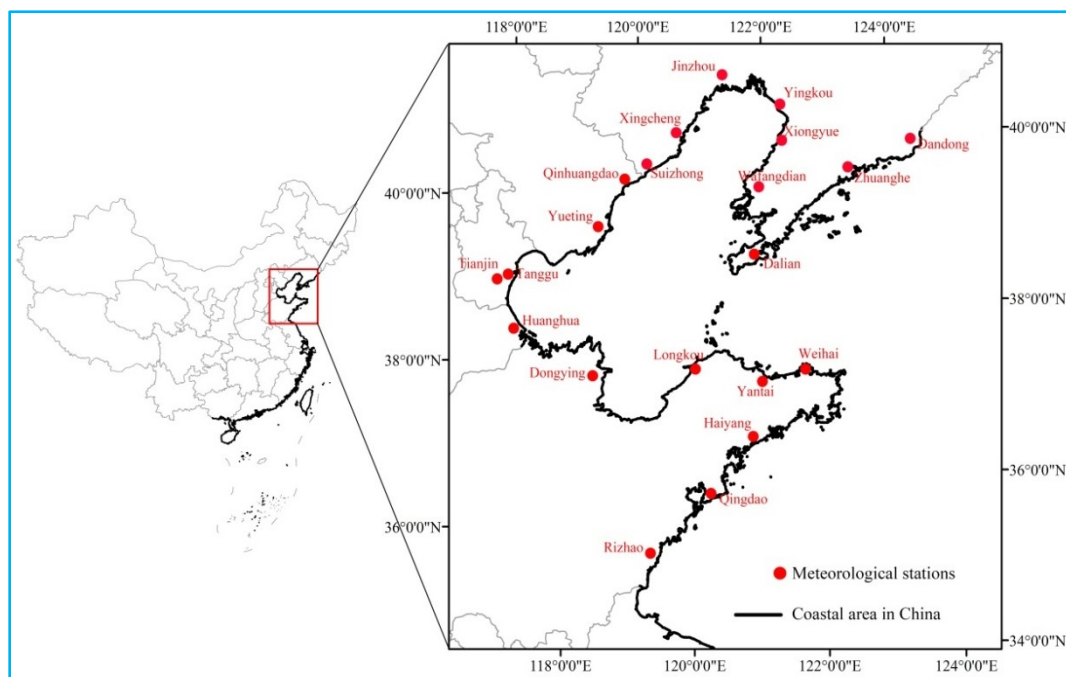 118°0'0"E
120°0'0"E
122°0'0"E
124°0'0"E
Jinzhou
Yingkou
Xingcheng
Xiongyue
40°0'0"N
Dandong
Qinhuangdao
Suizhong
Wafangdian
Zhuanghe
40°0'0"N
Yueting
Tianjin
Tanggu
Dalian
38°0'0"N
Huanghua
38°0'0"N
Longkou
Weihai
Dongying
Yantai
Haiyang
36°0'0"N
Qingdao
36°0'0"N
Rizhao
Meteorological stations
Coastal area in China
34°0'0"N
118°0'0"E
120°0'0"E
122°0'0"E
124°0'0"E